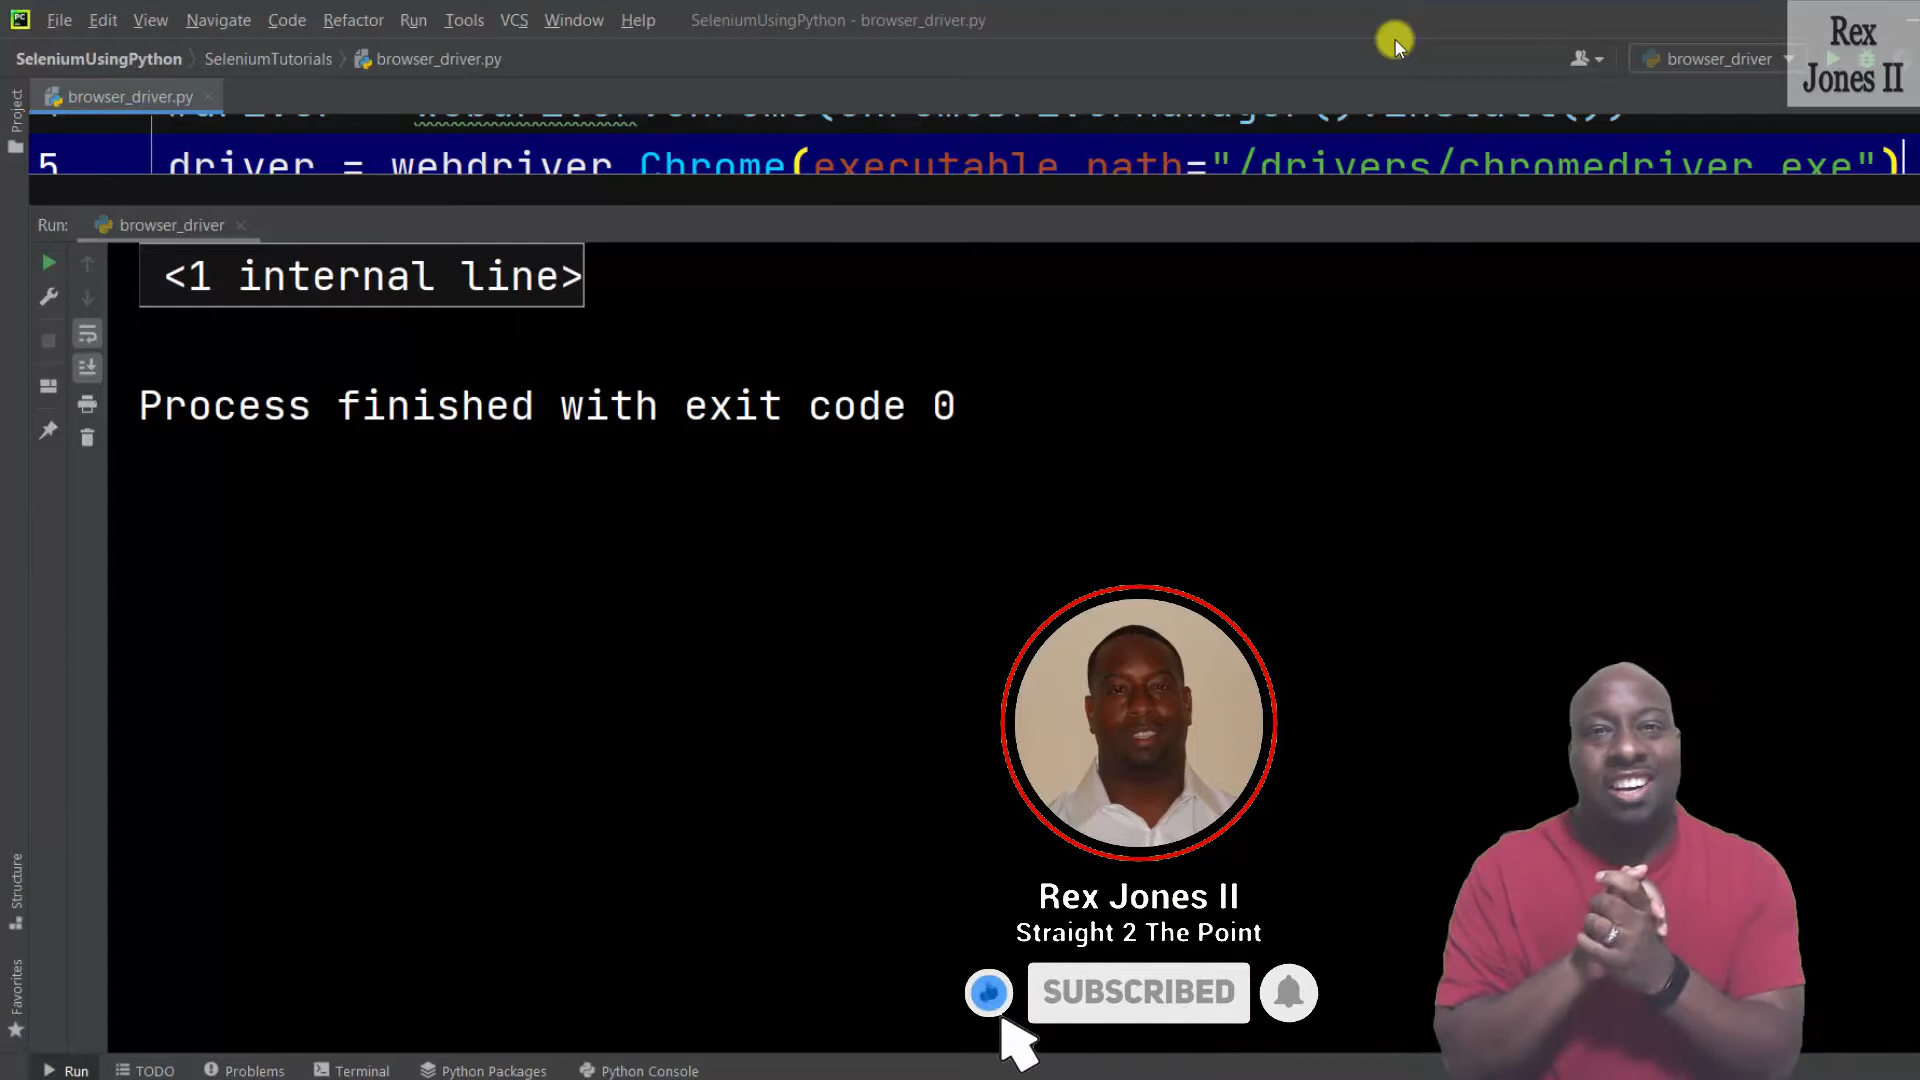 File Edit View Navigate Code Refactor Run Tools VCS Window Help SeleniumUsingPython - browser_driver.py
Rex
Jones II
SeleniumUsingPython SeleniumTutorials browser_driver.py
browser_driver
browser_driver.py
5 driver = webdriver.Chrome(executable_path="/drivers/chromedriver.exe")
Run: browser_driver
<1 internal line>
Process finished with exit code 0
Project
Structure
Favorites
Rex Jones II
Straight 2 The Point
SUBSCRIBED
Run TODO Problems Terminal Python Packages Python Console